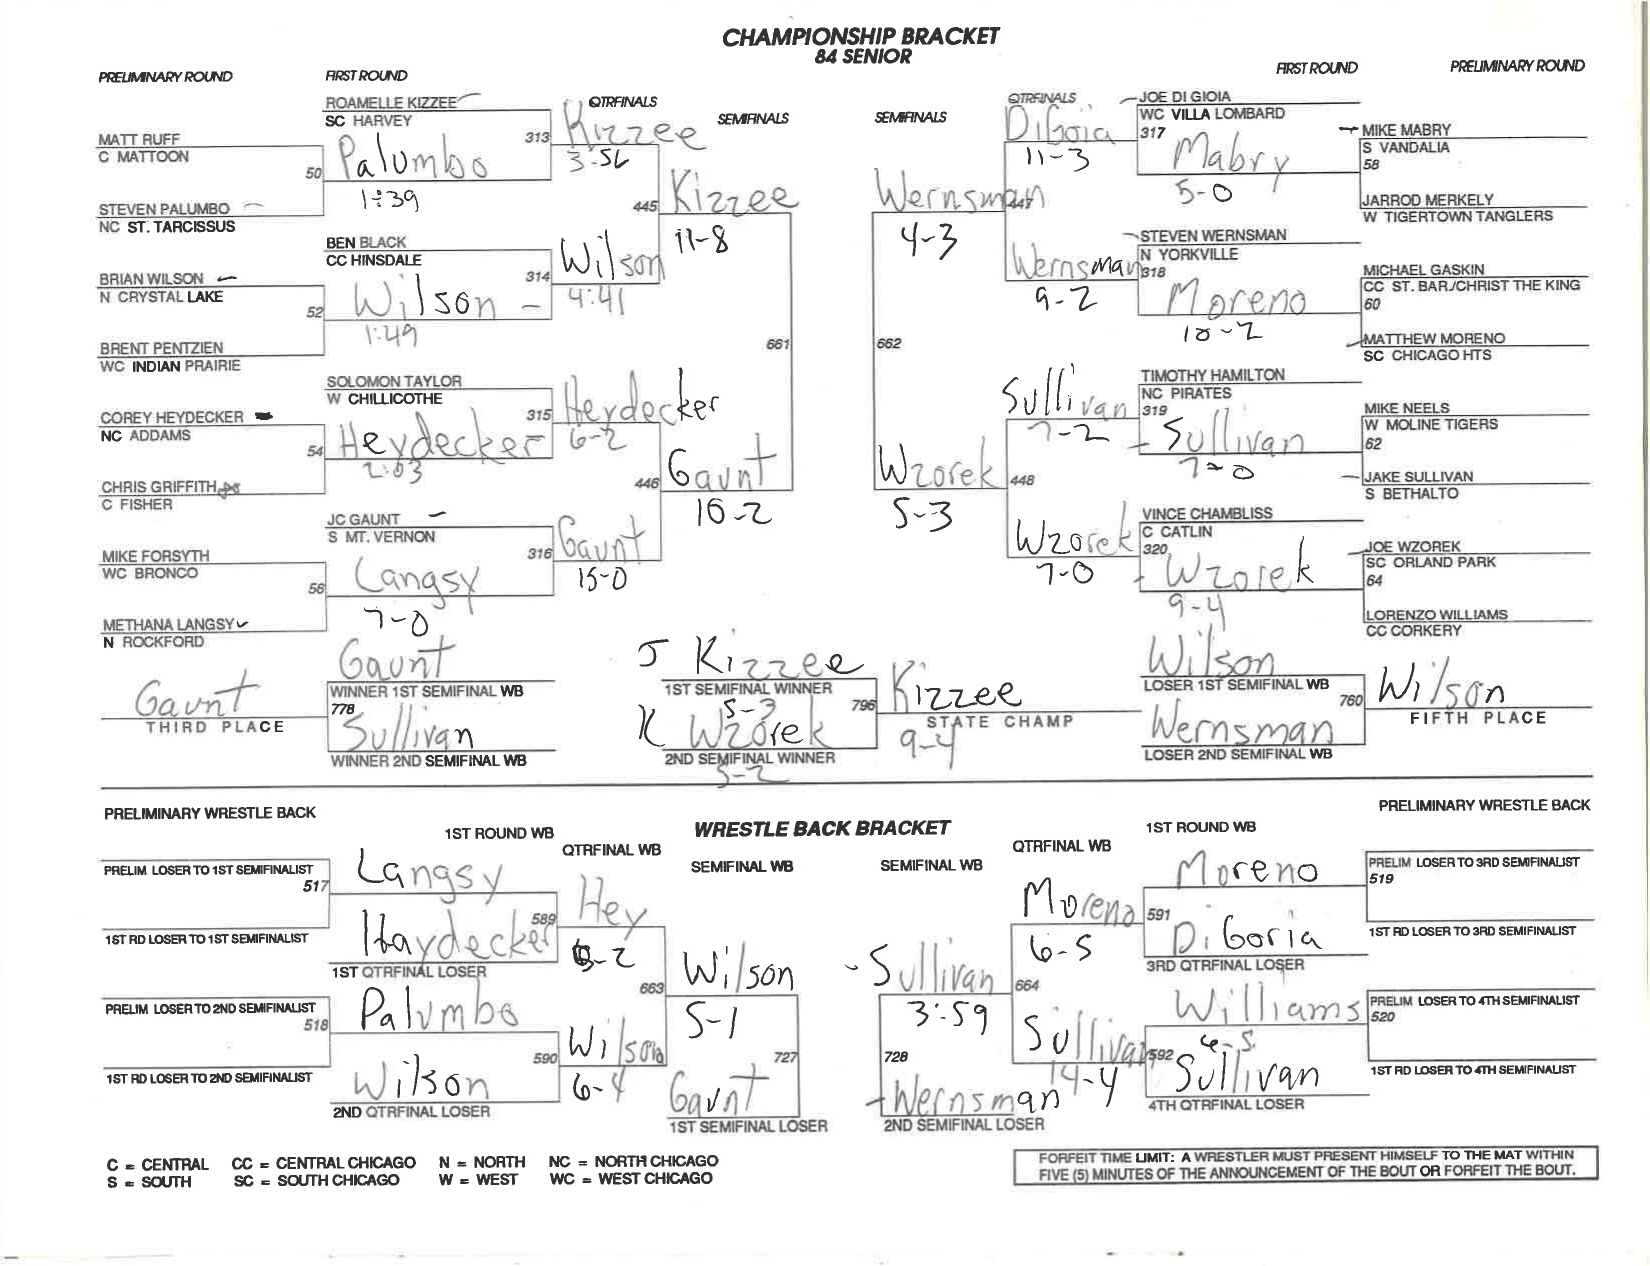 CHAMPIONSHIP BRACKET
84 SENIOR
PRELIMINARY ROUND
FIRST ROUND
QTRFINALS
SEMIFINALS
SEMIFINALS
QTRFINALS
FIRST ROUND
PRELIMINARY ROUND
ROAMELLE KIZZEE
SC HARVEY
MATT RUFF
C MATTOON
50
Palumbo
1:39
STEVEN PALUMBO
NC ST. TARCISSUS
313
Kizzee
3:56
BEN BLACK
CC HINSDALE
BRIAN WILSON
N CRYSTAL LAKE
52
Wilson
1:49
BRENT PENTZIEN
WC INDIAN PRAIRIE
314
Wilson
4:41
445
Kizzee
11-8
SOLOMON TAYLOR
W CHILLICOTHE
COREY HEYDECKER
NC ADDAMS
54
Heydecker
2:03
CHRIS GRIFFITH
C FISHER
315
Heydecker
6-2
JC GAUNT
S MT. VERNON
MIKE FORSYTH
WC BRONCO
56
Langsy
7-0
METHANA LANGSY
N ROCKFORD
316
Gaunt
15-0
446
Gaunt
16-2
661
JOE DI GIOIA
WC VILLA LOMBARD
317
DiGoia
11-3
Mabry
5-0
MIKE MABRY
S VANDALIA
58
JARROD MERKELY
W TIGERTOWN TANGLERS
Wernsman
447
4-3
STEVEN WERNSMAN
N YORKVILLE
318
Wernsman
9-2
Moreno
10-2
MICHAEL GASKIN
CC ST. BAR./CHRIST THE KING
60
MATTHEW MORENO
SC CHICAGO HTS
662
TIMOTHY HAMILTON
NC PIRATES
319
Sullivan
7-2
Sullivan
7-0
MIKE NEELS
W MOLINE TIGERS
62
JAKE SULLIVAN
S BETHALTO
Wzorek
448
5-3
VINCE CHAMBLISS
C CATLIN
320
Wzorek
7-0
Wzorek
9-4
JOE WZOREK
SC ORLAND PARK
64
LORENZO WILLIAMS
CC CORKERY
Gaunt
THIRD PLACE
Gaunt
WINNER 1ST SEMIFINAL WB
778
Sullivan
WINNER 2ND SEMIFINAL WB
J Kizzee
1ST SEMIFINAL WINNER
5-3
796
K Wzorek
2ND SEMIFINAL WINNER
5-2
Kizzee
STATE CHAMP
9-4
Wilson
LOSER 1ST SEMIFINAL WB
760
Wernsman
LOSER 2ND SEMIFINAL WB
Wilson
FIFTH PLACE
PRELIMINARY WRESTLE BACK
1ST ROUND WB
QTRFINAL WB
WRESTLE BACK BRACKET
SEMIFINAL WB
SEMIFINAL WB
QTRFINAL WB
1ST ROUND WB
PRELIMINARY WRESTLE BACK
PRELIM LOSER TO 1ST SEMIFINALIST
517
1ST RD LOSER TO 1ST SEMIFINALIST
Langsy
589
Haydecker
1ST QTRFINAL LOSER
Hey
6-2
PRELIM LOSER TO 2ND SEMIFINALIST
518
1ST RD LOSER TO 2ND SEMIFINALIST
Palumbo
590
Wilson
2ND QTRFINAL LOSER
Wilson
6-4
663
Wilson
5-1
727
Gaunt
1ST SEMIFINAL LOSER
Sullivan
3:59
728
Wernsman
2ND SEMIFINAL LOSER
664
Moreno
6-5
Moreno
591
DiGoria
3RD QTRFINAL LOSER
PRELIM LOSER TO 3RD SEMIFINALIST
519
1ST RD LOSER TO 3RD SEMIFINALIST
Sullivan
14-4
Williams
592
Sullivan
4TH QTRFINAL LOSER
PRELIM LOSER TO 4TH SEMIFINALIST
520
1ST RD LOSER TO 4TH SEMIFINALIST
C = CENTRAL CC = CENTRAL CHICAGO N = NORTH NC = NORTH CHICAGO
S = SOUTH SC = SOUTH CHICAGO W = WEST WC = WEST CHICAGO
FORFEIT TIME LIMIT: A WRESTLER MUST PRESENT HIMSELF TO THE MAT WITHIN
FIVE (5) MINUTES OF THE ANNOUNCEMENT OF THE BOUT OR FORFEIT THE BOUT.